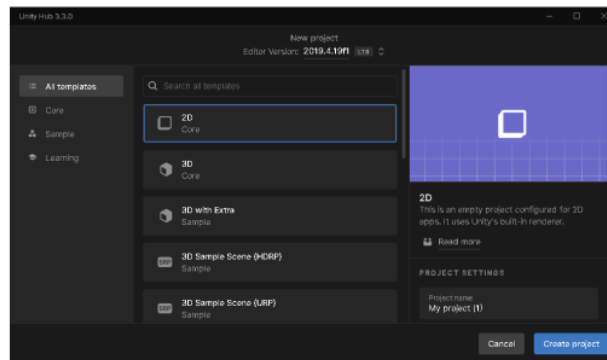 Unity Hub 3.3.0
New project
Editor Version: 2019.4.19f1 LTS
All templates
Core
Sample
Learning
Search all templates
2D
Core
3D
Core
3D with Extra
Sample
SRP
3D Sample Scene (HDRP)
Sample
SRP
3D Sample Scene (URP)
Sample
2D
This is an empty project configured for 2D
apps. It uses Unity's built-in renderer.
Read more
PROJECT SETTINGS
Project name
My project (1)
Cancel
Create project